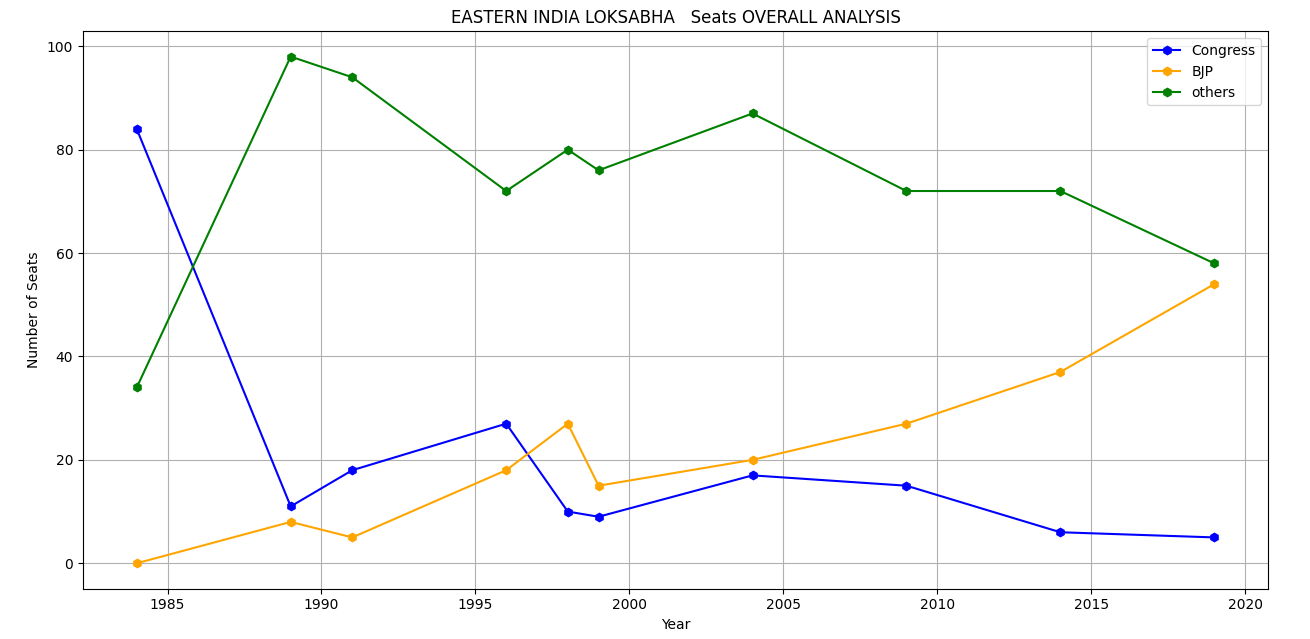 EASTERN INDIA LOKSABHA   Seats OVERALL ANALYSIS
Congress
BJP
others
Number of Seats
100
80
60
40
20
0
1985 1990 1995 2000 2005 2010 2015 2020
Year